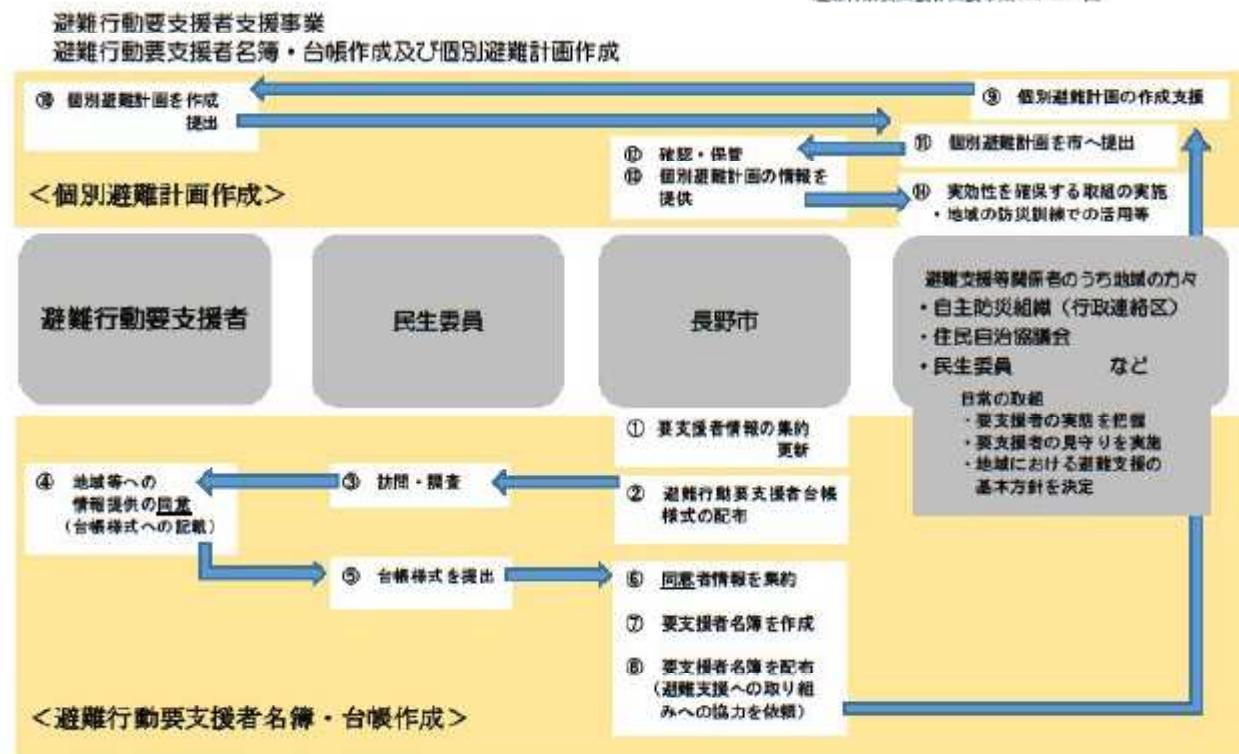 避難行動要支援者支援事業
避難行動要支援者名簿・台帳作成及び個別避難計画作成
⑩ 個別避難計画を作成
提出
⑨ 個別避難計画の作成支援
⑪ 個別避難計画を市へ提出
⑫ 確認・保管
⑬ 個別避難計画の情報を
提供
⑭ 実効性を確保する取組の実施
・地域の防災訓練での活用等
<個別避難計画作成>
避難行動要支援者
民生委員
長野市
避難支援等関係者のうち地域の方々
・自主防災組織(行政連絡区)
・住民自治協議会
・民生委員 など
日常の取組
・要支援者の実態を把握
・要支援者の見守りを実施
・地域における避難支援の
基本方針を決定
① 要支援者情報の集約
更新
② 避難行動要支援者台帳
様式の配布
③ 訪問・調査
④ 地域等への
情報提供の同意
(台帳様式への記載)
⑤ 台帳様式を提出
⑥ 同意者情報を集約
⑦ 要支援者名簿を作成
⑧ 要支援者名簿を配布
(避難支援への取り組
みへの協力を依頼)
<避難行動要支援者名簿・台帳作成>